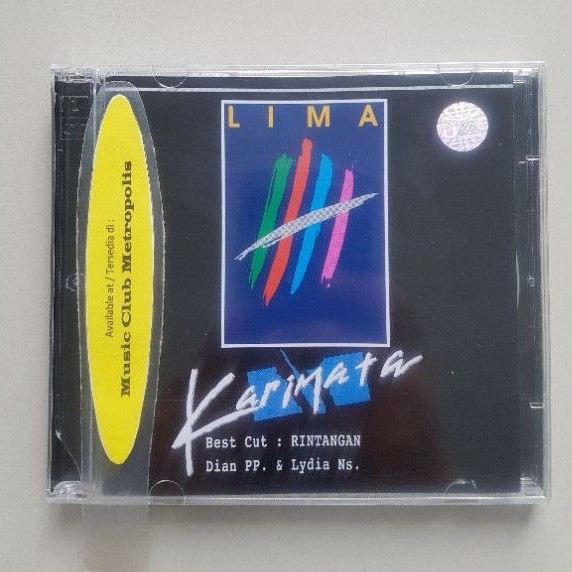 LIMA
Karimata
Best Cut : RINTANGAN
Dian PP. & Lydia Ns.
Available at / Tersedia di :
Music Club Metropolis